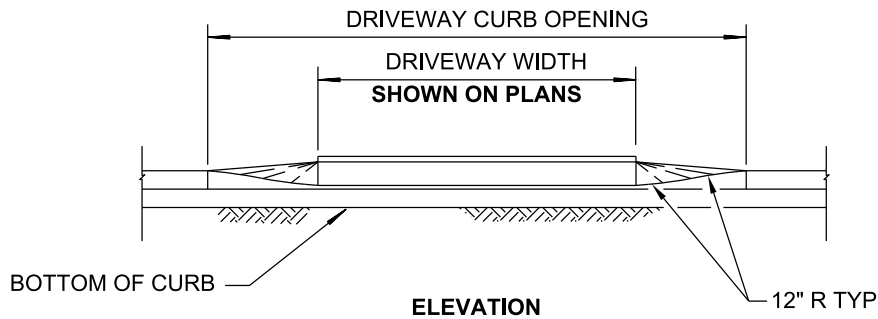 DRIVEWAY CURB OPENING
DRIVEWAY WIDTH
SHOWN ON PLANS
BOTTOM OF CURB
12" R TYP
ELEVATION